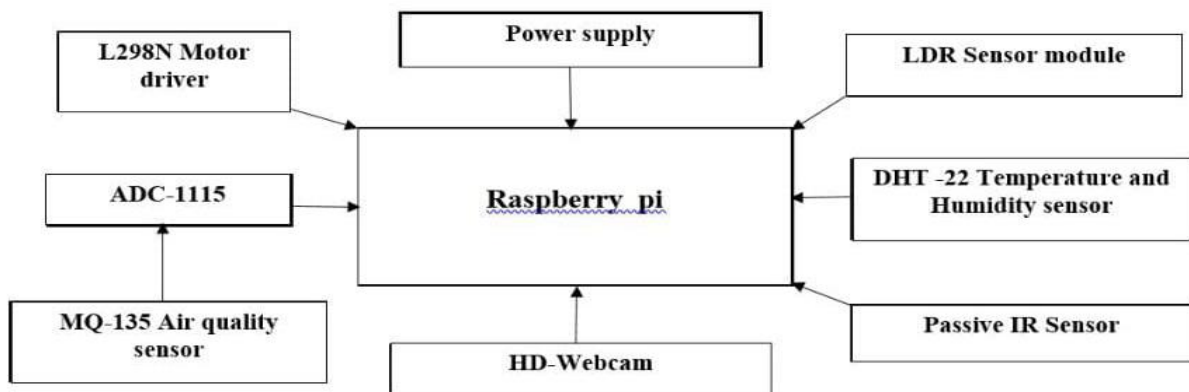 L298N Motor
driver
Power supply
LDR Sensor module
ADC-1115
Raspberry pi
DHT -22 Temperature and
Humidity sensor
MQ-135 Air quality
sensor
HD-Webcam
Passive IR Sensor